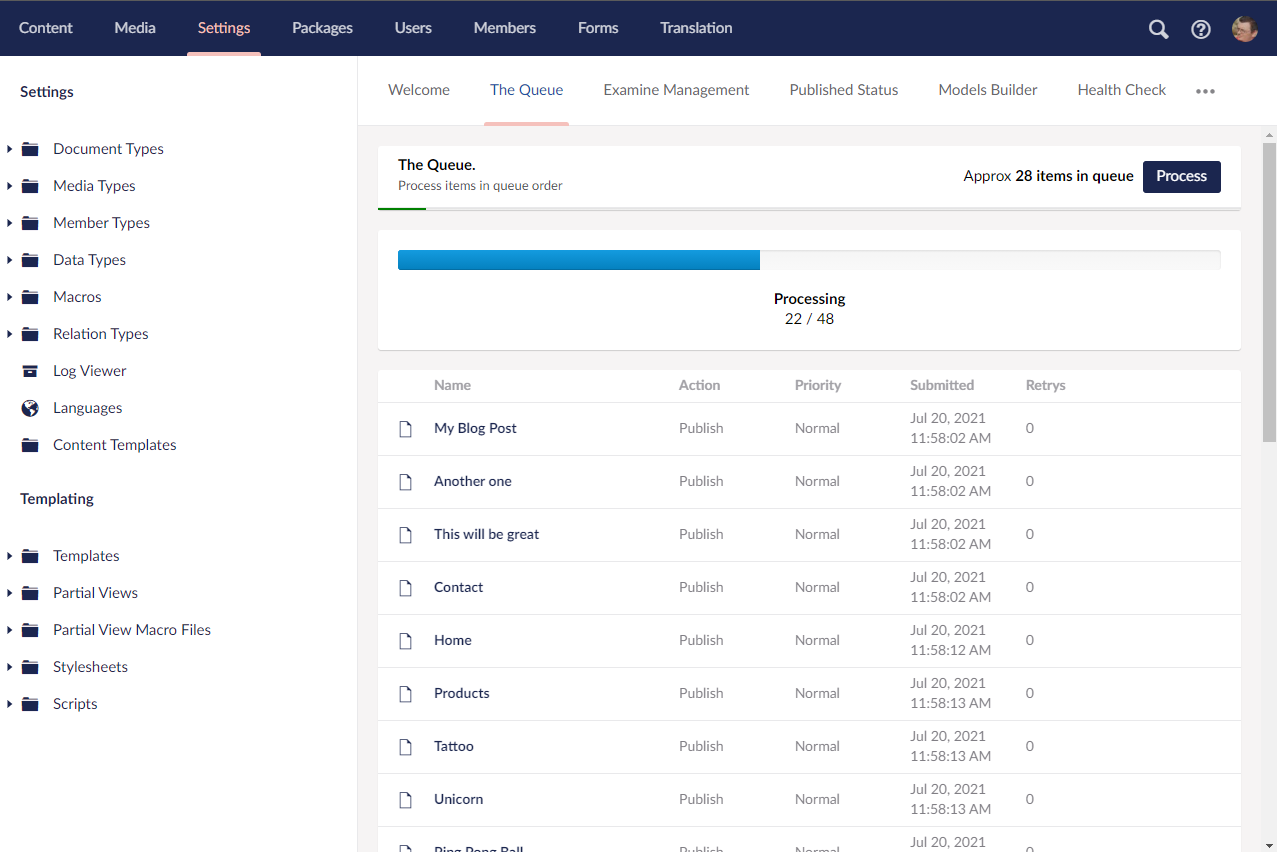 Content Media Settings Packages Users Members Forms Translation
Settings
Document Types
Media Types
Member Types
Data Types
Macros
Relation Types
Log Viewer
Languages
Content Templates
Templating
Templates
Partial Views
Partial View Macro Files
Stylesheets
Scripts
Welcome The Queue Examine Management Published Status Models Builder Health Check
The Queue.
Process items in queue order
Approx 28 items in queue Process
Processing
22 / 48
Name Action Priority Submitted Retrys
My Blog Post Publish Normal Jul 20, 2021 0
11:58:02 AM
Another one Publish Normal Jul 20, 2021 0
11:58:02 AM
This will be great Publish Normal Jul 20, 2021 0
11:58:02 AM
Contact Publish Normal Jul 20, 2021 0
11:58:02 AM
Home Publish Normal Jul 20, 2021 0
11:58:12 AM
Products Publish Normal Jul 20, 2021 0
11:58:13 AM
Tattoo Publish Normal Jul 20, 2021 0
11:58:13 AM
Unicorn Publish Normal Jul 20, 2021 0
11:58:13 AM
Ping Pong Ball Publish Normal Jul 20, 2021 0